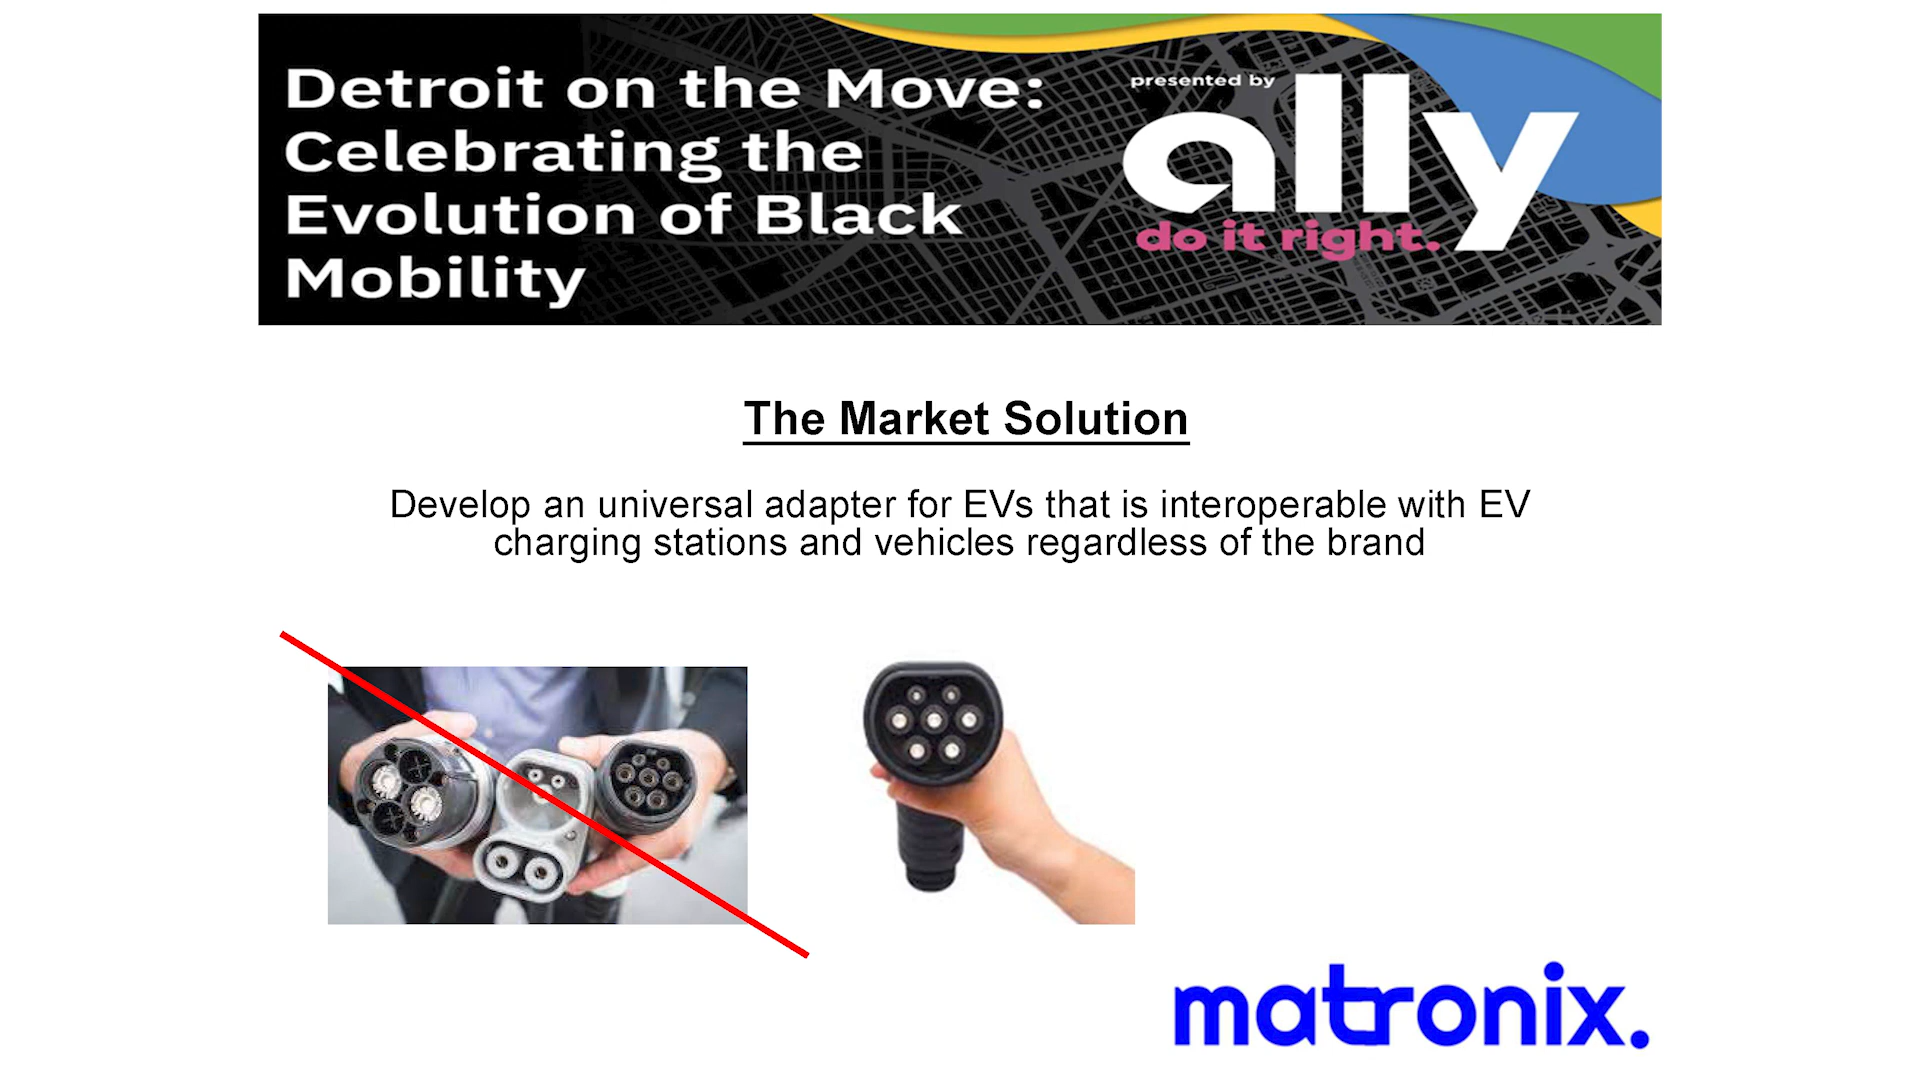 Detroit on the Move:
Celebrating the
Evolution of Black
Mobility
presented by
ally
do it right.
The Market Solution
Develop an universal adapter for EVs that is interoperable with EV
charging stations and vehicles regardless of the brand
matronix.